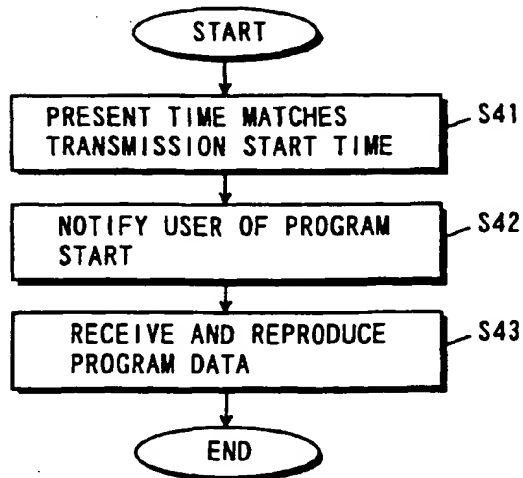 START
PRESENT TIME MATCHES
TRANSMISSION START TIME
S41
NOTIFY USER OF PROGRAM
START
S42
RECEIVE AND REPRODUCE
PROGRAM DATA
S43
END